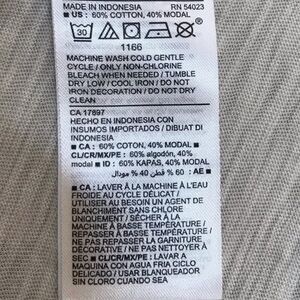 MADE IN INDONESIA RN 54023
■ US : 60% COTTON, 40% MODAL
30
1166
MACHINE WASH COLD GENTLE
CYCLE / ONLY NON-CHLORINE
BLEACH WHEN NEEDED / TUMBLE
DRY LOW / COOL IRON / DO NOT
IRON DECORATION / DO NOT DRY
CLEAN
CA 17897
HECHO EN INDONESIA CON
INSUMOS IMPORTADOS / DIBUAT DI
INDONESIA
■ CA : 60% COTON, 40% MODAL ■
CL/CR/MX/PE : 60% algodón, 40%
modal ■ ID : 60% KAPAS, 40% MODAL
■ AE : 60 % قطن 40 % مودال
■ CA : LAVER À LA MACHINE À L'EAU
FROIDE AU CYCLE DÉLICAT /
UTILISER AU BESOIN UN AGENT DE
BLANCHIMENT SANS CHLORE
UNIQUEMENT / SÉCHER À LA
MACHINE À BASSE TEMPÉRATURE /
REPASSER À BASSE TEMPÉRATURE /
NE PAS REPASSER LA GARNITURE
DÉCORATIVE / NE PAS NETTOYER À
SEC ■ CL/CR/MX/PE : LAVAR A
MAQUINA CON AGUA FRIA CICLO
DELICADO / USAR BLANQUEADOR
SIN CLORO CUANDO SEA